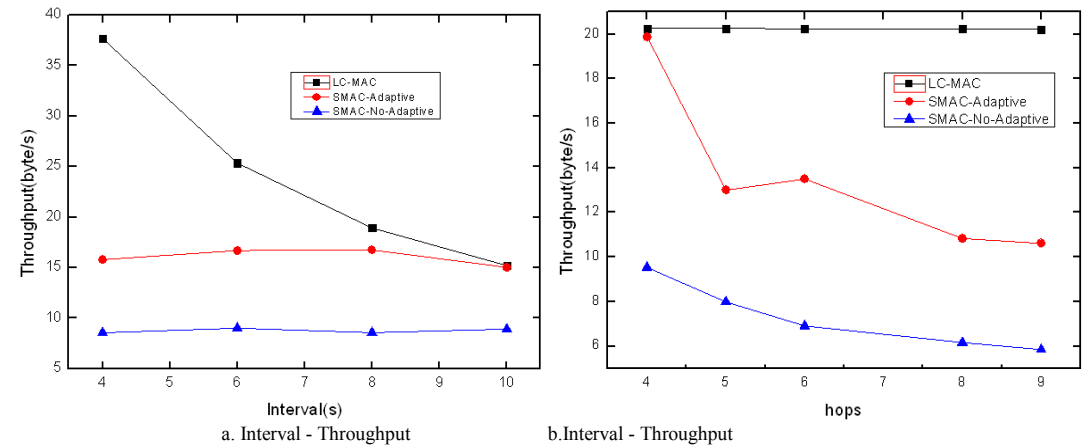 40
35
30
25
20
15
10
5
4
5
6
7
8
9
10
Throughput(byte/s)
Interval(s)
LC-MAC
SMAC-Adaptive
SMAC-No-Adaptive
a. Interval - Throughput
20
18
16
14
12
10
8
6
4
5
6
7
8
9
Throughput(byte/s)
hops
LC-MAC
SMAC-Adaptive
SMAC-No-Adaptive
b.Interval - Throughput